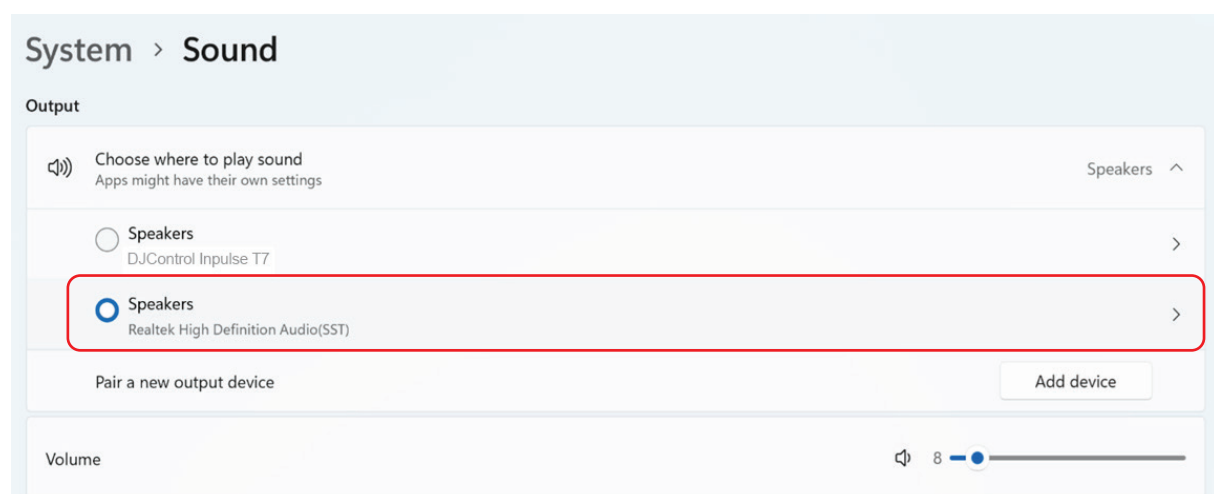 System > Sound
Output
Choose where to play sound
Apps might have their own settings
Speakers
Speakers
DJControl Inpulse T7
Speakers
Realtek High Definition Audio(SST)
Pair a new output device
Add device
Volume
8